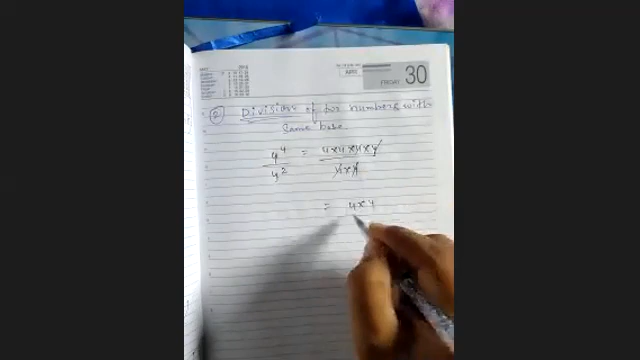 30
FRIDAY
② Division of two numbers with
Same base
4⁴/4² = 4×4×4×4/4×4
= 4×4